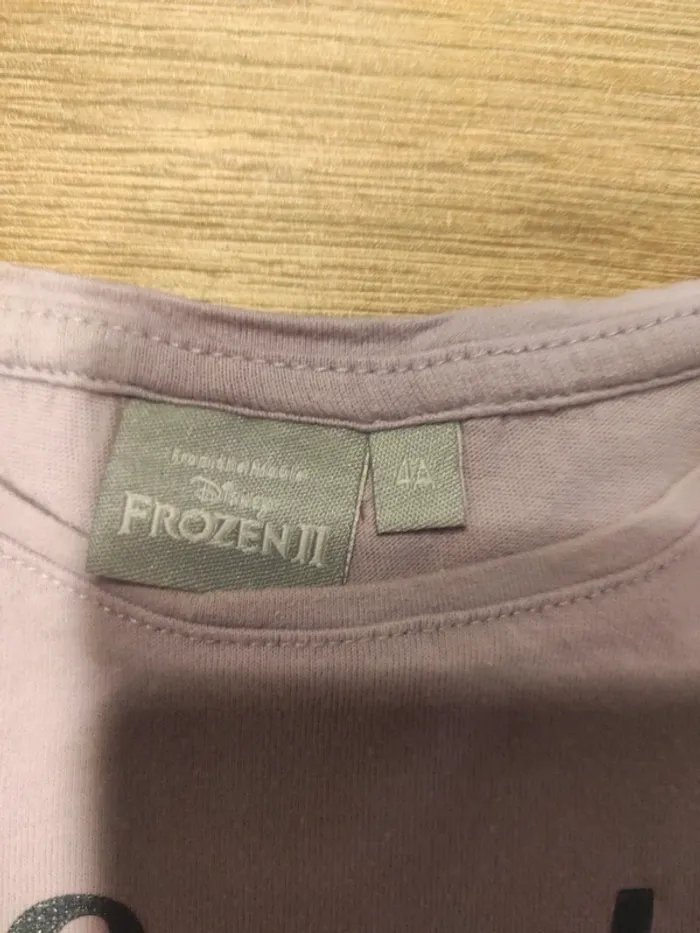 From the Movie
Disney
FROZEN II
4A